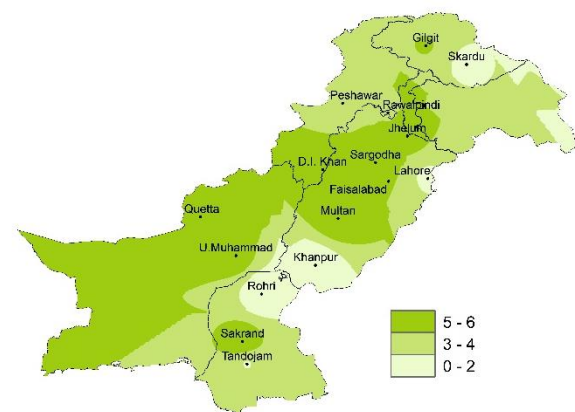 Gilgit
Skardu
Peshawar
Rawalpindi
Jhelum
D.I. Khan
Sargodha
Lahore
Faisalabad
Quetta
Multan
U.Muhammad
Khanpur
Rohri
Sakrand
Tandojam
5 - 6
3 - 4
0 - 2